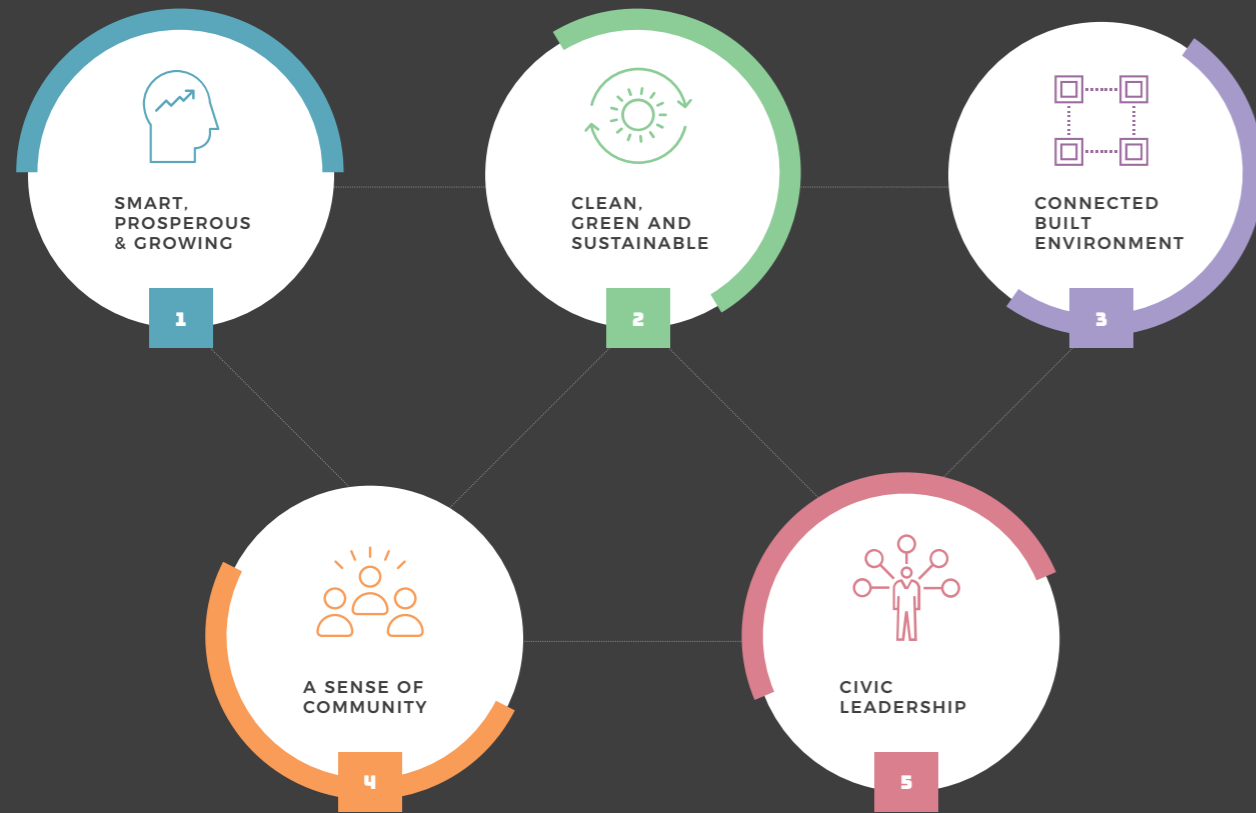 SMART,
PROSPEROUS
& GROWING
1
CLEAN,
GREEN AND
SUSTAINABLE
2
CONNECTED
BUILT
ENVIRONMENT
3
A SENSE OF
COMMUNITY
4
CIVIC
LEADERSHIP
5